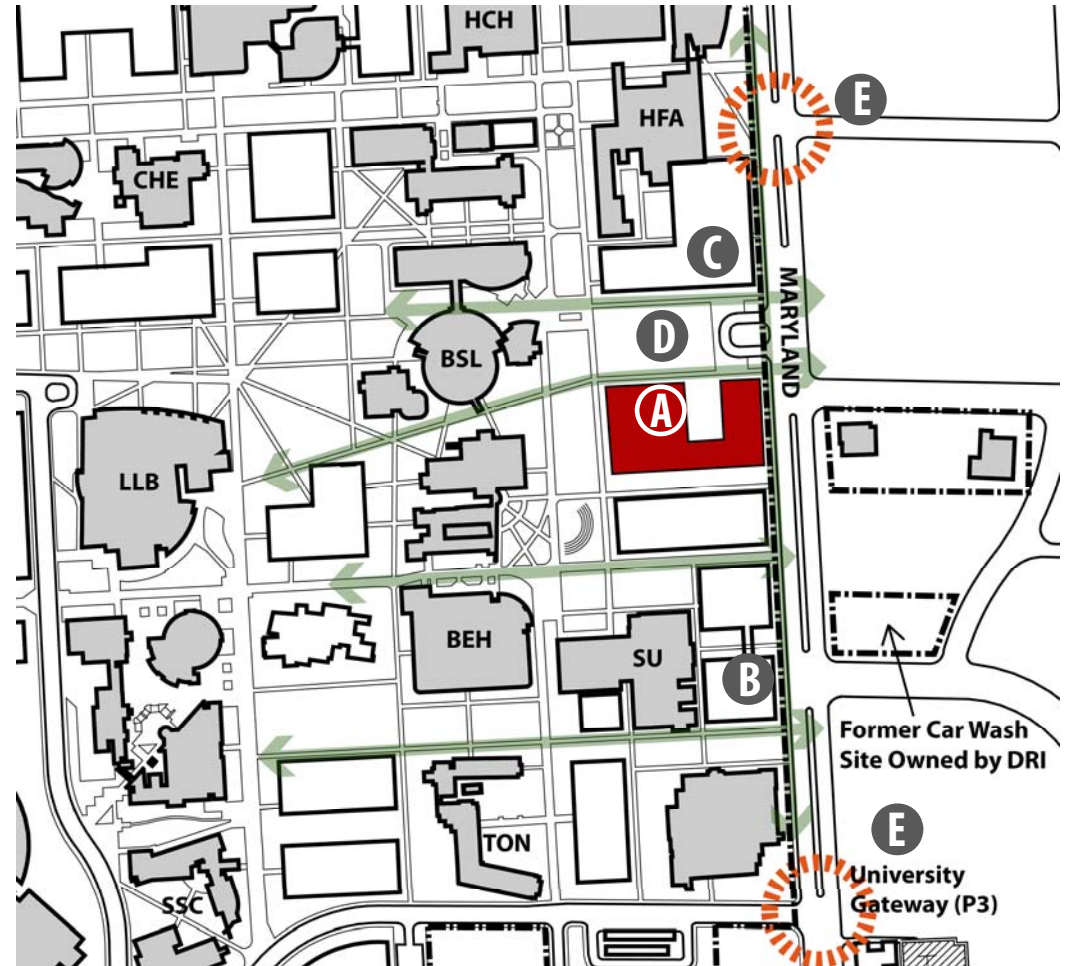 HCH
E
HFA
CHE
C
MARYLAND
D
BSL
A
LLB
BEH
SU
B
Former Car Wash
Site Owned by DRI
E
TON
University
Gateway (P3)
SSC